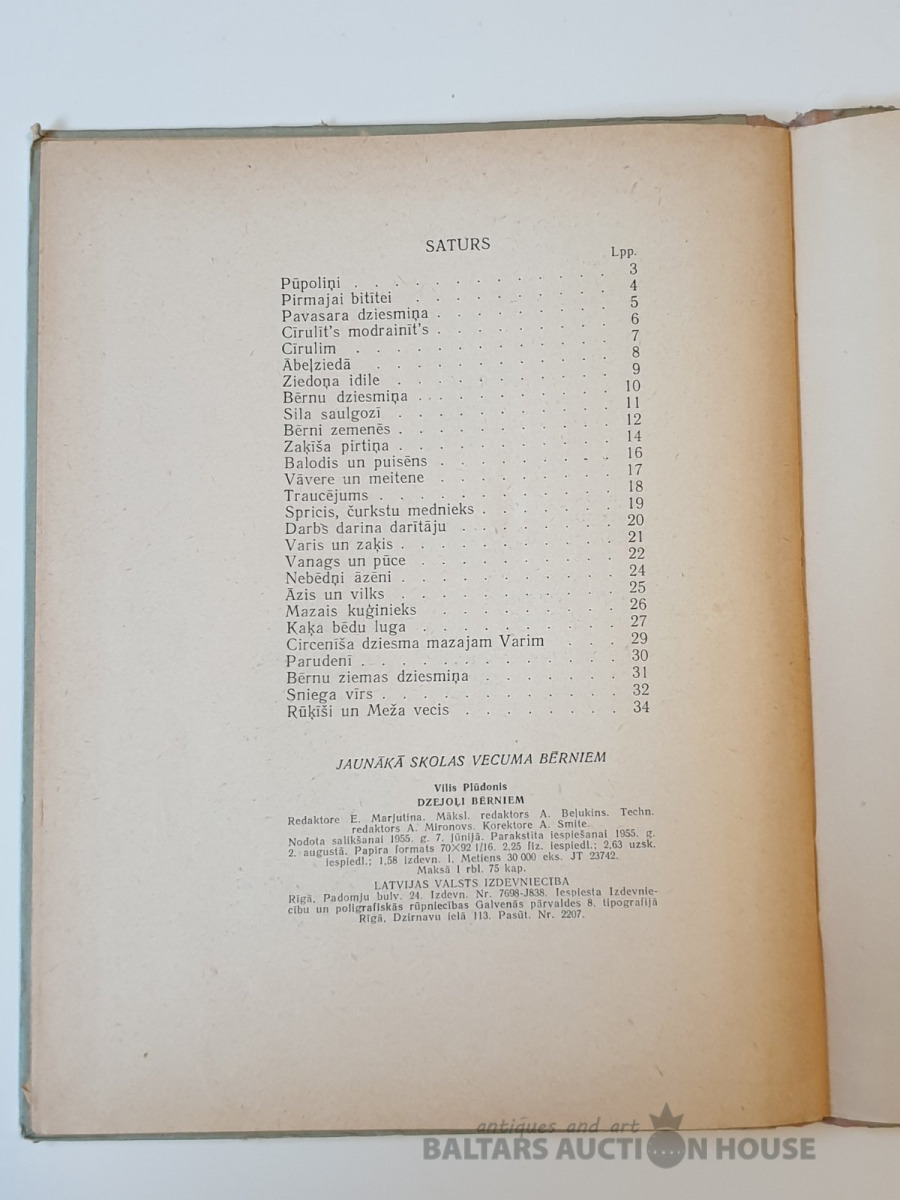 SATURS
Lpp.
Pūpoliņi . . . . . . . . . . . . 3
Pirmajai bitītei . . . . . . . . . 4
Pavasara dziesmiņa . . . . . . . . 5
Cīrulīt's modrainīt's . . . . . . . . 6
Cīrulim . . . . . . . . . . . 7
Ābeļziedā . . . . . . . . . . 8
Ziedoņa idile . . . . . . . . . . 9
Bērnu dziesmiņa . . . . . . . . . 10
Sila saulgozī . . . . . . . . . . 11
Bērni zemenēs . . . . . . . . . . 12
Zaķīša pirtiņa . . . . . . . . . . 14
Balodis un puisēns . . . . . . . . 16
Vāvere un meitene . . . . . . . . 17
Traucējums . . . . . . . . . . . 18
Spricis, čurkstu mednieks . . . . . . 19
Darbs darina darītāju . . . . . . . 20
Varis un zaķis . . . . . . . . . . 21
Vanags un pūce . . . . . . . . . 22
Nebēdņi āzēni . . . . . . . . . . 24
Āzis un vilks . . . . . . . . . . 25
Mazais kuģinieks . . . . . . . . 26
Kaķa bēdu luga . . . . . . . . . 27
Circenīša dziesma mazajam Varim . . . 29
Parudenī . . . . . . . . . . . . 30
Bērnu ziemas dziesmiņa . . . . . . . 31
Sniega vīrs . . . . . . . . . . . 32
Rūķīši un Meža vecis . . . . . . . . 34
JAUNĀKĀ SKOLAS VECUMA BĒRNIEM
Vilis Plūdonis
DZEJOĻI BĒRNIEM
Redaktore E. Marļutina. Māksl. redaktors A. Beļukins. Techn.
redaktors A. Mironovs. Korektore A. Smite.
Nodota salikšanai 1955. g. 7. jūnijā. Parakstīta iespiešanai 1955. g.
2. augustā. Papīra formats 70×92 1/16. 2,25 fiz. iespiedl.; 2,63 uzsk.
iespiedl.; 1,58 izdevn. l. Metiens 30 000 eks. JT 23742.
Maksā 1 rbl. 75 kap.
LATVIJAS VALSTS IZDEVNIECĪBA
Rīgā, Padomju bulv. 24. Izdevn. Nr. 7698-J838. Iespiesta Izdevnie-
cību un poligrafiskās rūpniecības Galvenās pārvaldes 8. tipografijā
Rīgā, Dzirnavu ielā 113. Pasūt. Nr. 2207.
antiques and art
BALTARS AUCTION HOUSE